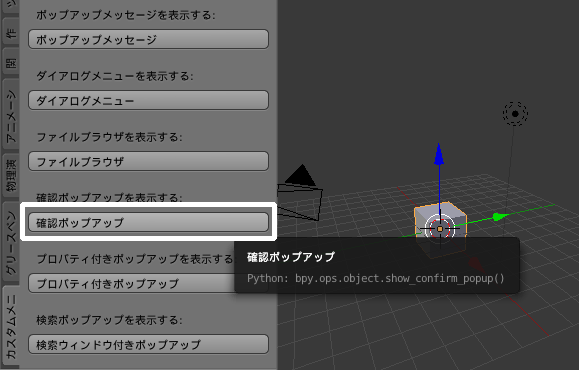 ツ
作
関
アニメーシ
物理演
グリースペン
カスタムメニ
ポップアップメッセージを表示する:
ポップアップメッセージ
ダイアログメニューを表示する:
ダイアログメニュー
ファイルブラウザを表示する:
ファイルブラウザ
確認ポップアップを表示する:
確認ポップアップ
プロパティ付きポップアップを表示する
プロパティ付きポップアップ
検索ポップアップを表示する:
検索ウィンドウ付きポップアップ
確認ポップアップ
Python: bpy.ops.object.show_confirm_popup()